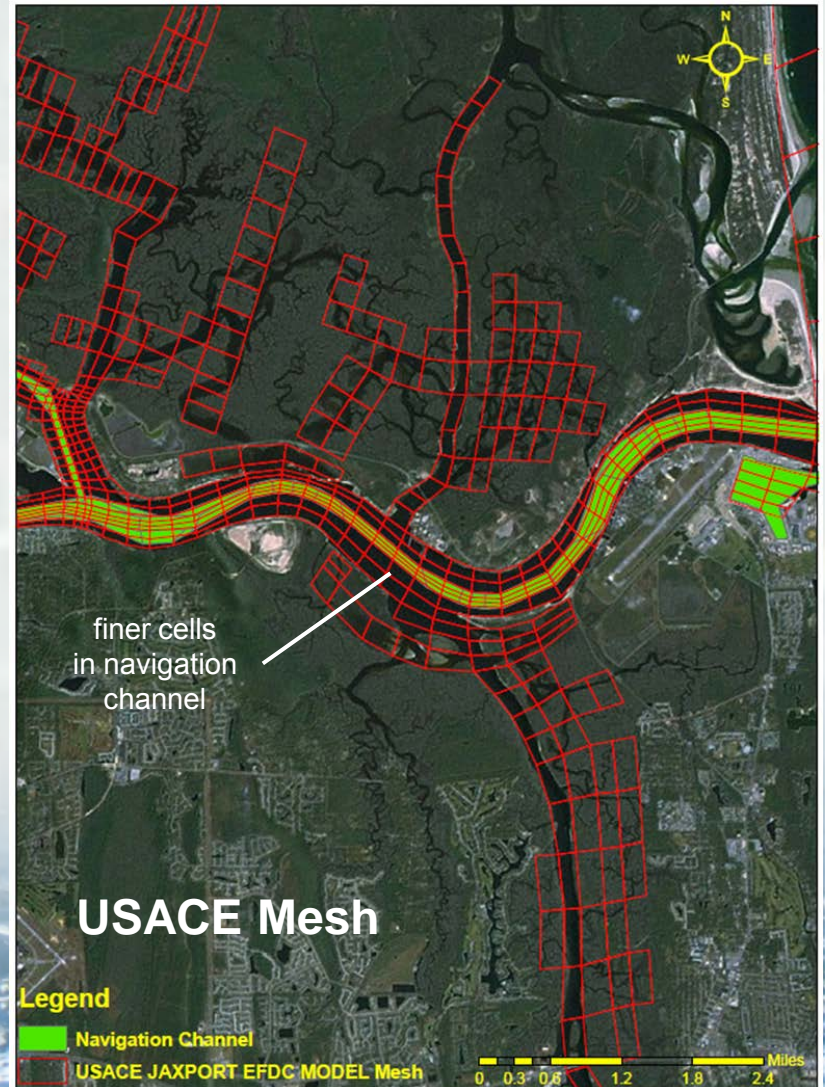 N
W E
S
finer cells
in navigation
channel
USACE Mesh
Legend
Navigation Channel
USACE JAXPORT EFDC MODEL Mesh
Miles
0 0.3 0.6 1.2 1.8 2.4